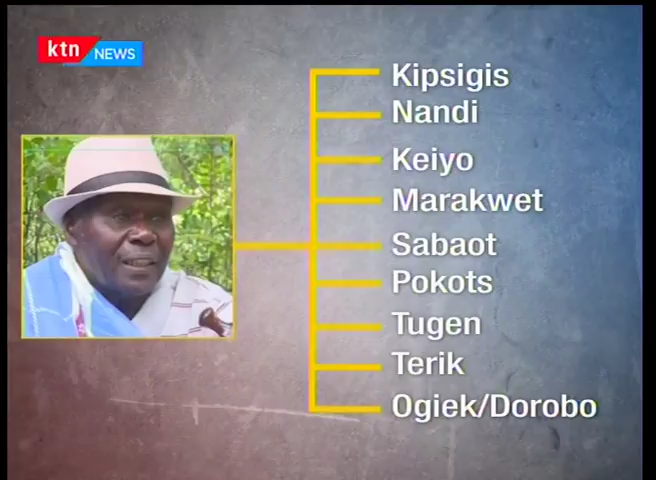 ktn NEWS
Kipsigis
Nandi
Keiyo
Marakwet
Sabaot
Pokots
Tugen
Terik
Ogiek/Dorobo